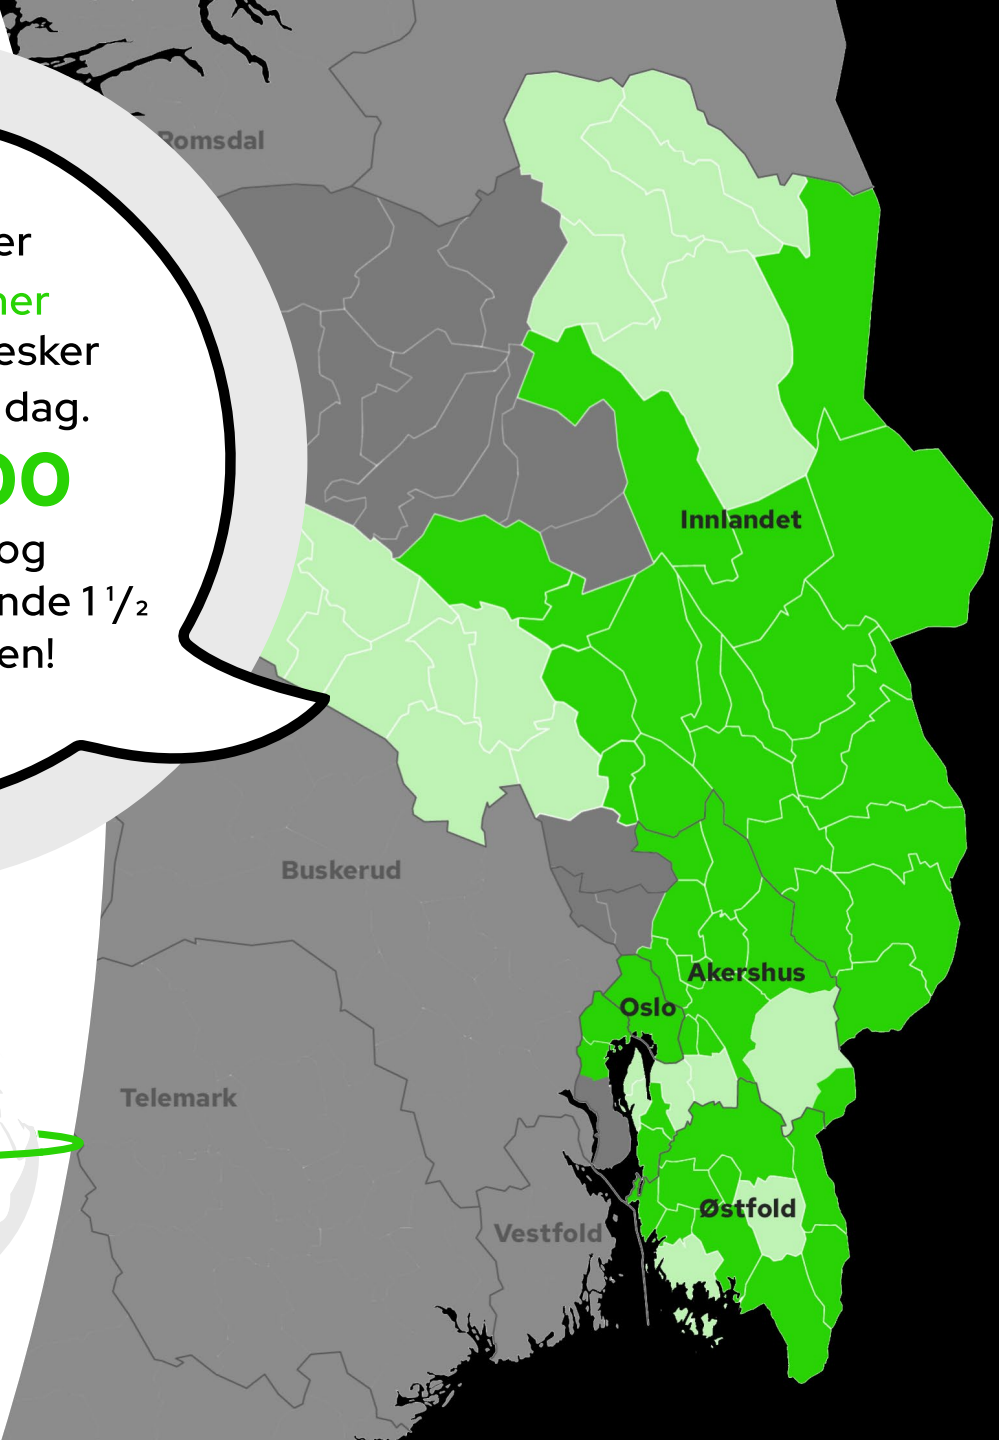 Romsdal
er
ner
esker
dag.
00
og
nde 1 ½
en!
Innlandet
Buskerud
Akershus
Oslo
Telemark
Østfold
Vestfold